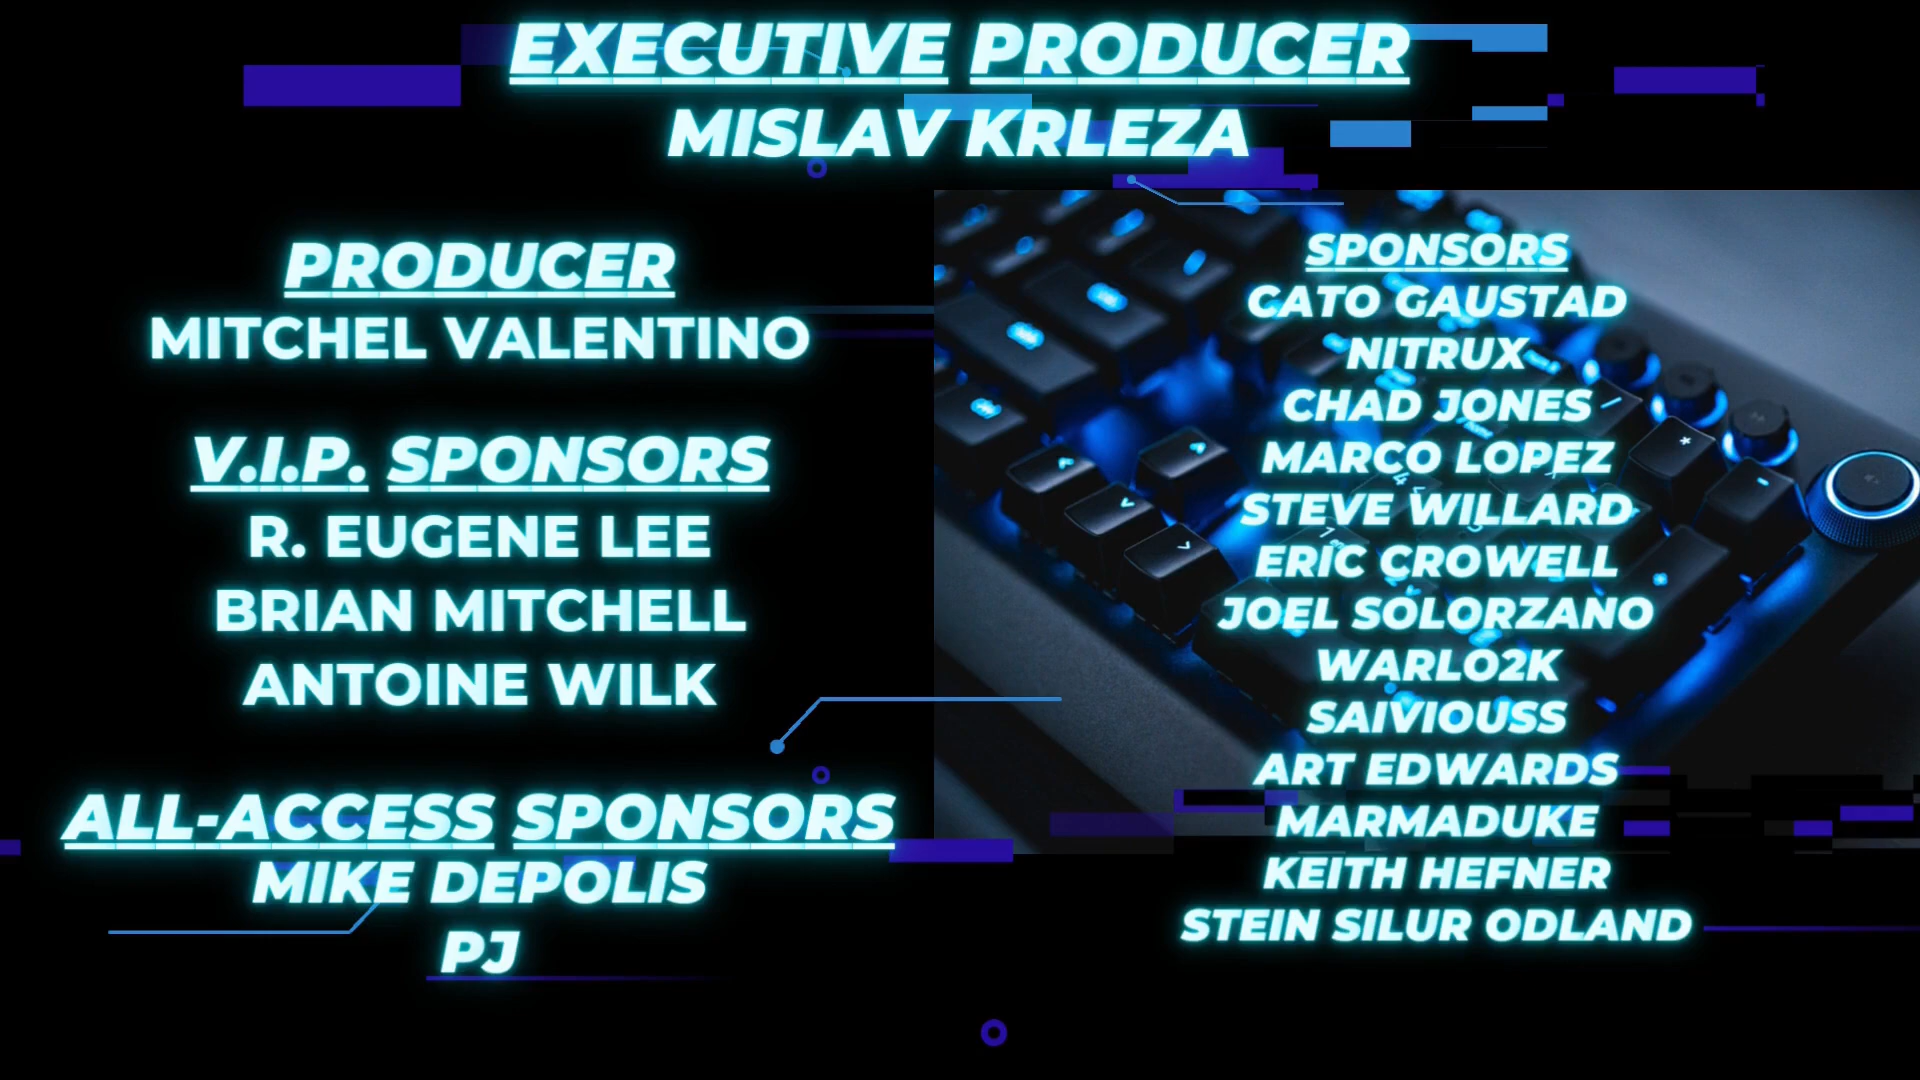 EXECUTIVE PRODUCER
MISLAV KRLEZA
PRODUCER
MITCHEL VALENTINO
V.I.P. SPONSORS
R. EUGENE LEE
BRIAN MITCHELL
ANTOINE WILK
ALL-ACCESS SPONSORS
MIKE DEPOLIS
PJ
SPONSORS
CATO GAUSTAD
NITRUX
CHAD JONES
MARCO LOPEZ
STEVE WILLARD
ERIC CROWELL
JOEL SOLORZANO
WARLO2K
SAIVIOUSS
ART EDWARDS
MARMADUKE
KEITH HEFNER
STEIN SILUR ODLAND